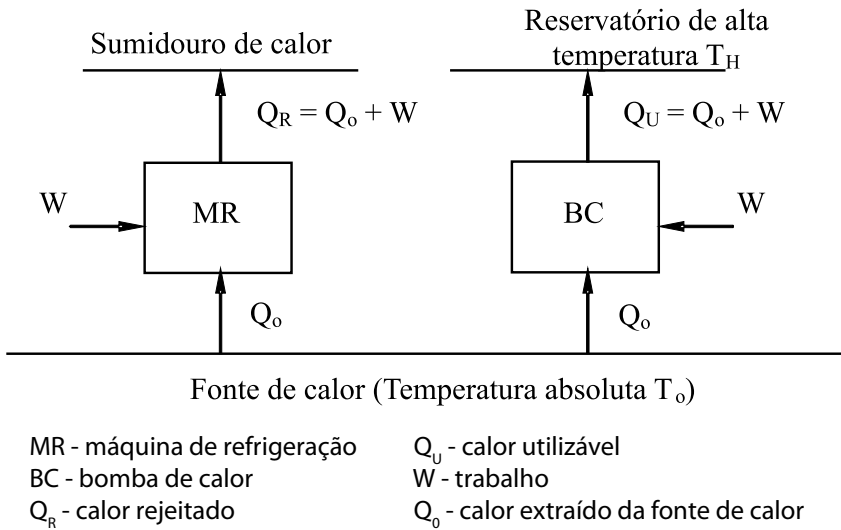 Sumidouro de calor
Reservatório de alta
temperatura T_H
Q_R = Q_o + W
Q_U = Q_o + W
W
MR
BC
W
Q_o
Q_o
Fonte de calor (Temperatura absoluta T_o)
MR - máquina de refrigeração
BC - bomba de calor
Q_R - calor rejeitado
Q_U - calor utilizável
W - trabalho
Q_0 - calor extraído da fonte de calor